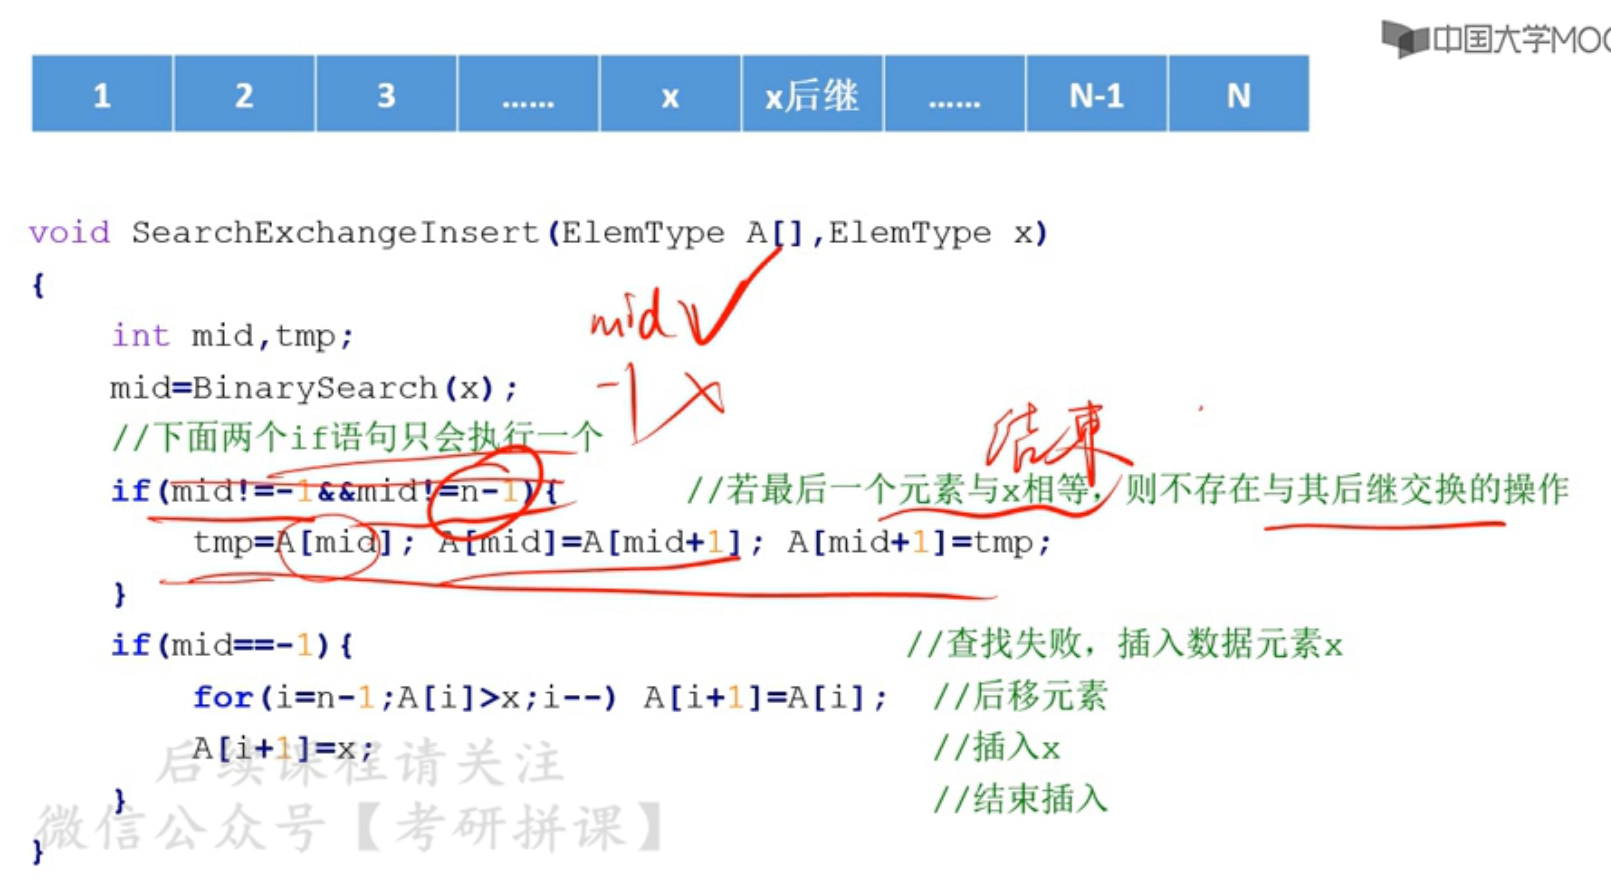 中国大学MOO
1 2 3 …… x x后继 …… N-1 N
void SearchExchangeInsert(ElemType A[],ElemType x)
{
int mid,tmp;
mid
mid=BinarySearch(x);
-1
//下面两个if语句只会执行一个
结束
if(mid!=-1&&mid!=n-1){ //若最后一个元素与x相等，则不存在与其后继交换的操作
tmp=A[mid]; A[mid]=A[mid+1]; A[mid+1]=tmp;
}
if(mid==-1){ //查找失败，插入数据元素x
for(i=n-1;A[i]>x;i--) A[i+1]=A[i]; //后移元素
A[i+1]=x; //插入x
后续课程请关注
} //结束插入
微信公众号【考研拼课】
}